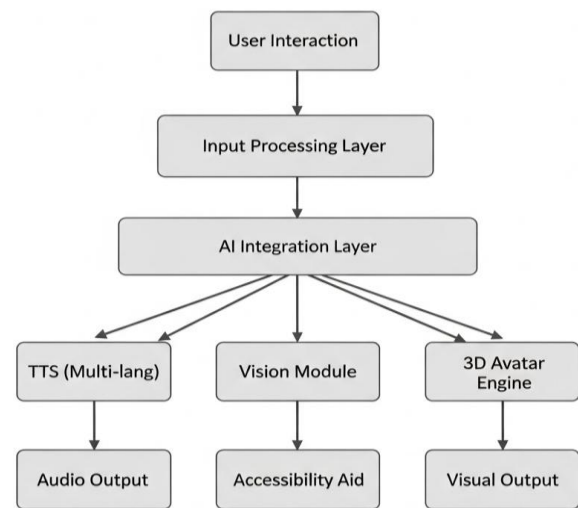 User Interaction
Input Processing Layer
AI Integration Layer
TTS (Multi-lang)
Vision Module
3D Avatar
Engine
Audio Output
Accessibility Aid
Visual Output